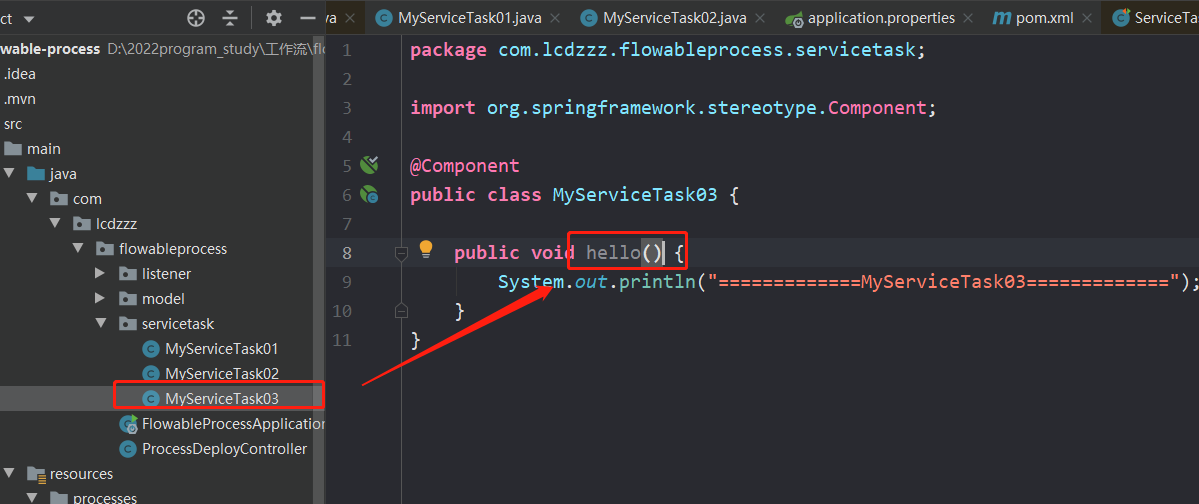 ct
wable-process D:\2022program_study\工作流\flo
.idea
.mvn
src
main
java
com
lcdzzz
flowableprocess
listener
model
servicetask
MyServiceTask01
MyServiceTask02
MyServiceTask03
FlowableProcessApplication
ProcessDeployController
resources
processes
va
MyServiceTask01.java
MyServiceTask02.java
application.properties
m pom.xml
ServiceTas
1 package com.lcdzzz.flowableprocess.servicetask;
2
3 import org.springframework.stereotype.Component;
4
5 @Component
6 public class MyServiceTask03 {
7
8 public void hello() {
9 System.out.println("=============MyServiceTask03=============");
10 }
11 }